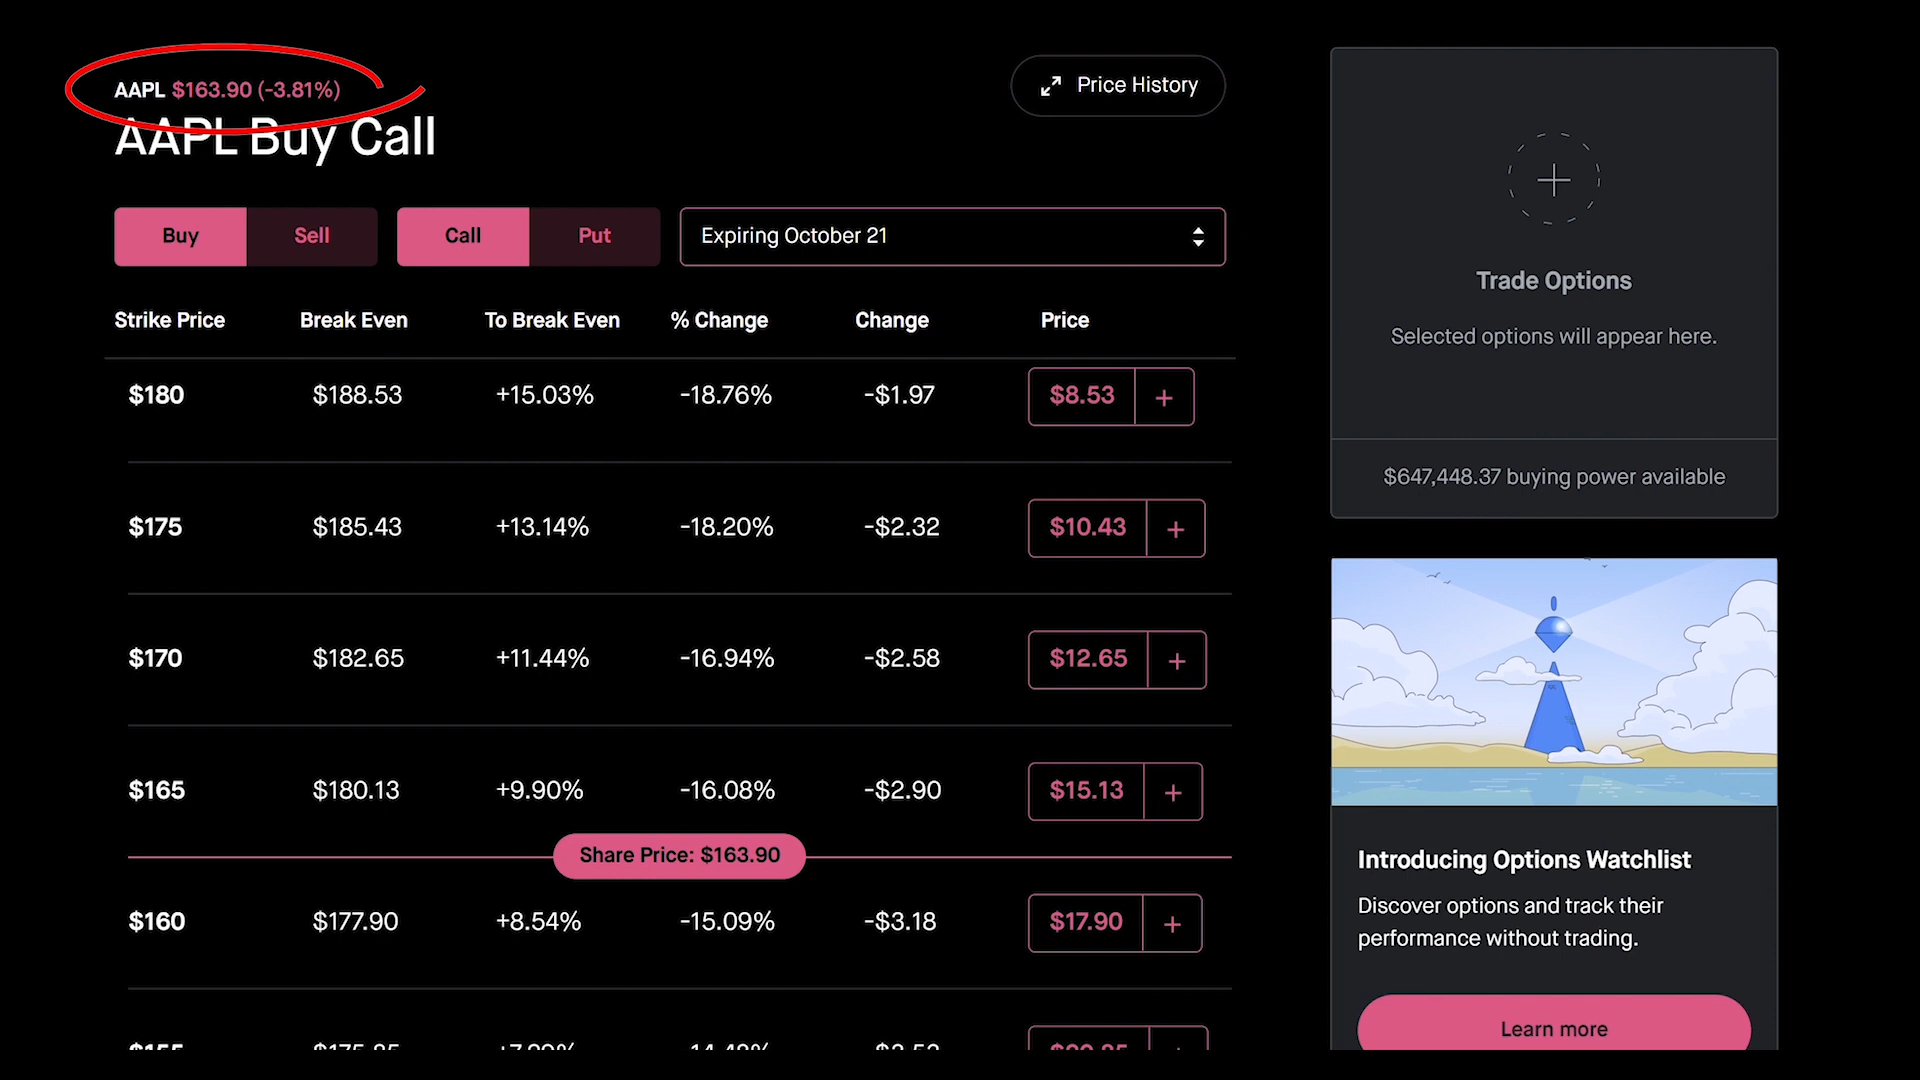 AAPL $163.90 (-3.81%)
AAPL Buy Call
Price History
Buy
Sell
Call
Put
Expiring October 21
Strike Price Break Even To Break Even % Change Change Price
$180 $188.53 +15.03% -18.76% -$1.97 $8.53 +
$175 $185.43 +13.14% -18.20% -$2.32 $10.43 +
$170 $182.65 +11.44% -16.94% -$2.58 $12.65 +
$165 $180.13 +9.90% -16.08% -$2.90 $15.13 +
Share Price: $163.90
$160 $177.90 +8.54% -15.09% -$3.18 $17.90 +
Trade Options
Selected options will appear here.
$647,448.37 buying power available
Introducing Options Watchlist
Discover options and track their
performance without trading.
Learn more